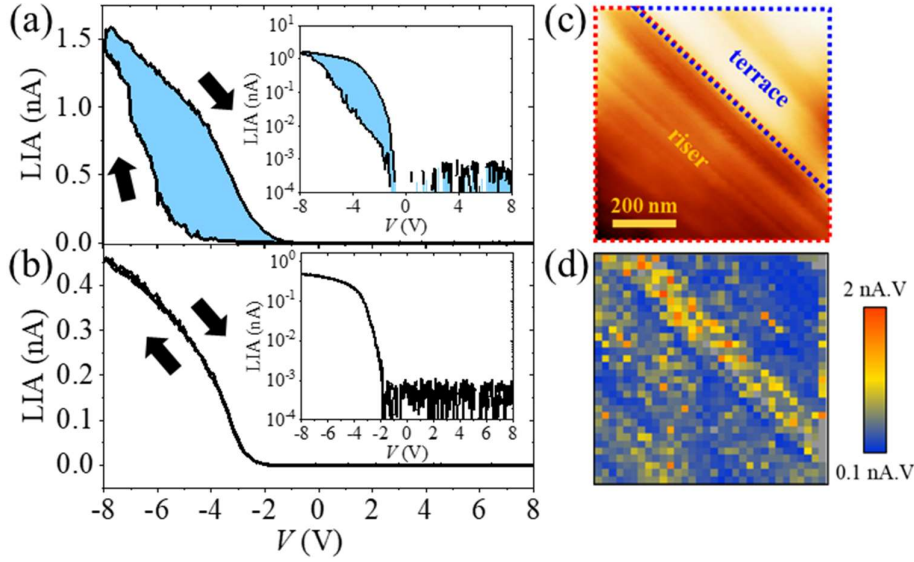 (a)
LIA (nA)
1.5
1.0
0.5
0.0
LIA (nA)
10¹
10⁰
10⁻¹
10⁻²
10⁻³
10⁻⁴
-8 -4 0 4 8
V (V)
(b)
LIA (nA)
0.4
0.3
0.2
0.1
0.0
LIA (nA)
10⁰
10⁻¹
10⁻²
10⁻³
10⁻⁴
-8 -6 -4 -2 0 2 4 6 8
V (V)
-8 -6 -4 -2 0 2 4 6 8
V (V)
(c)
terrace
riser
200 nm
(d)
2 nA.V
0.1 nA.V